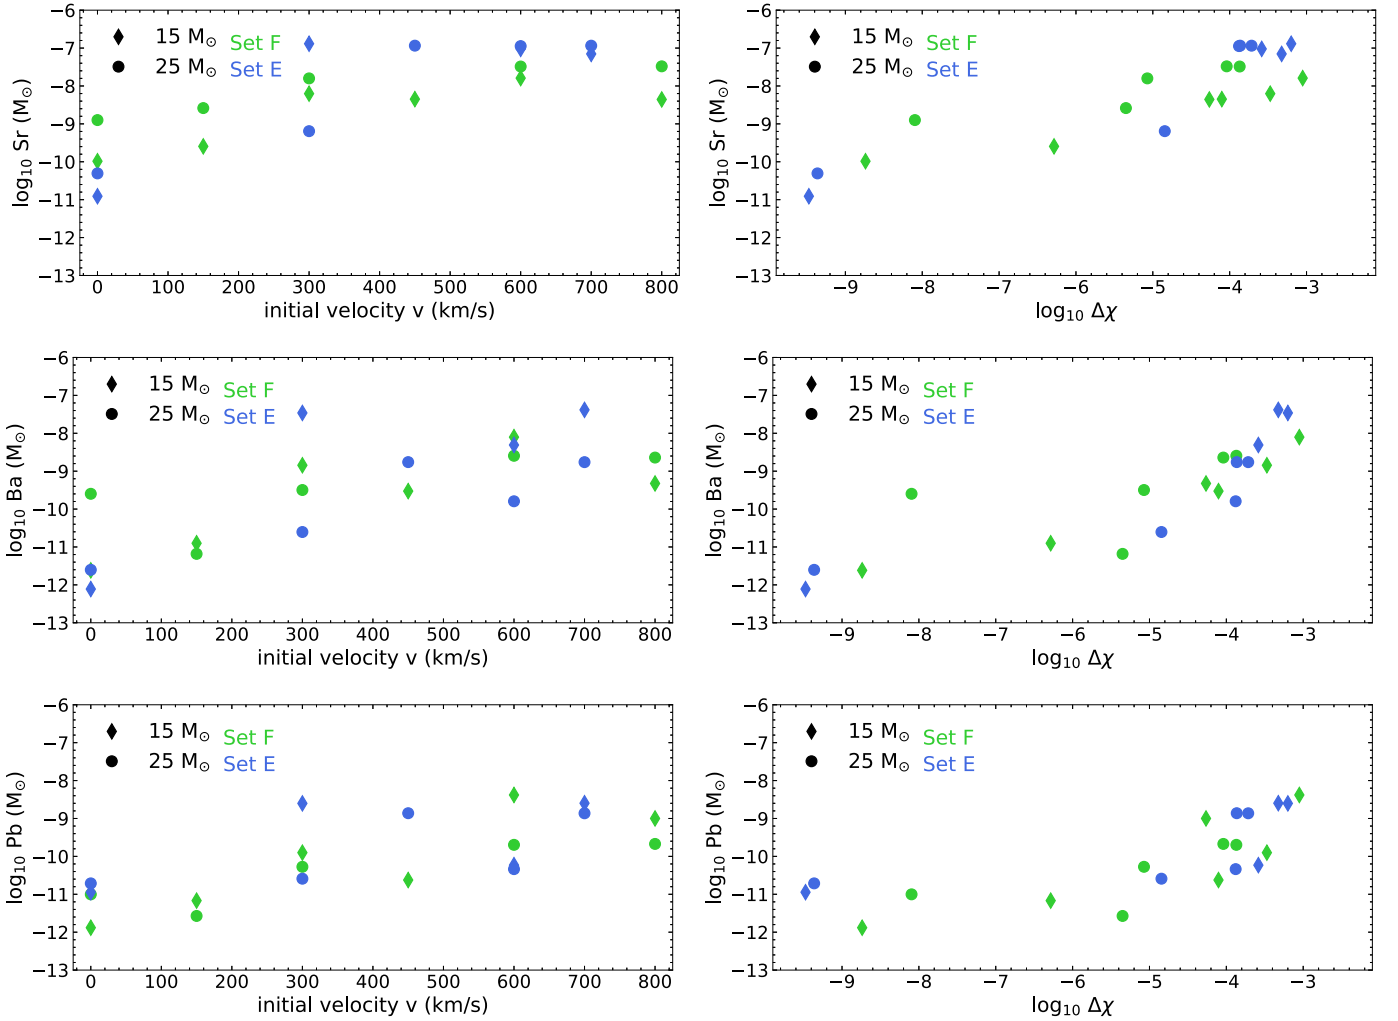 −6
−7
−8
−9
−10
−11
−12
−13
log₁₀ Sr (M⊙)
15 M⊙ Set F
25 M⊙ Set E
0 100 200 300 400 500 600 700 800
initial velocity v (km/s)
−6
−7
−8
−9
−10
−11
−12
−13
log₁₀ Sr (M⊙)
15 M⊙ Set F
25 M⊙ Set E
−9 −8 −7 −6 −5 −4 −3
log₁₀ Δχ
−6
−7
−8
−9
−10
−11
−12
−13
log₁₀ Ba (M⊙)
15 M⊙ Set F
25 M⊙ Set E
0 100 200 300 400 500 600 700 800
initial velocity v (km/s)
−6
−7
−8
−9
−10
−11
−12
−13
log₁₀ Ba (M⊙)
15 M⊙ Set F
25 M⊙ Set E
−9 −8 −7 −6 −5 −4 −3
log₁₀ Δχ
−6
−7
−8
−9
−10
−11
−12
−13
log₁₀ Pb (M⊙)
15 M⊙ Set F
25 M⊙ Set E
0 100 200 300 400 500 600 700 800
initial velocity v (km/s)
−6
−7
−8
−9
−10
−11
−12
−13
log₁₀ Pb (M⊙)
15 M⊙ Set F
25 M⊙ Set E
−9 −8 −7 −6 −5 −4 −3
log₁₀ Δχ